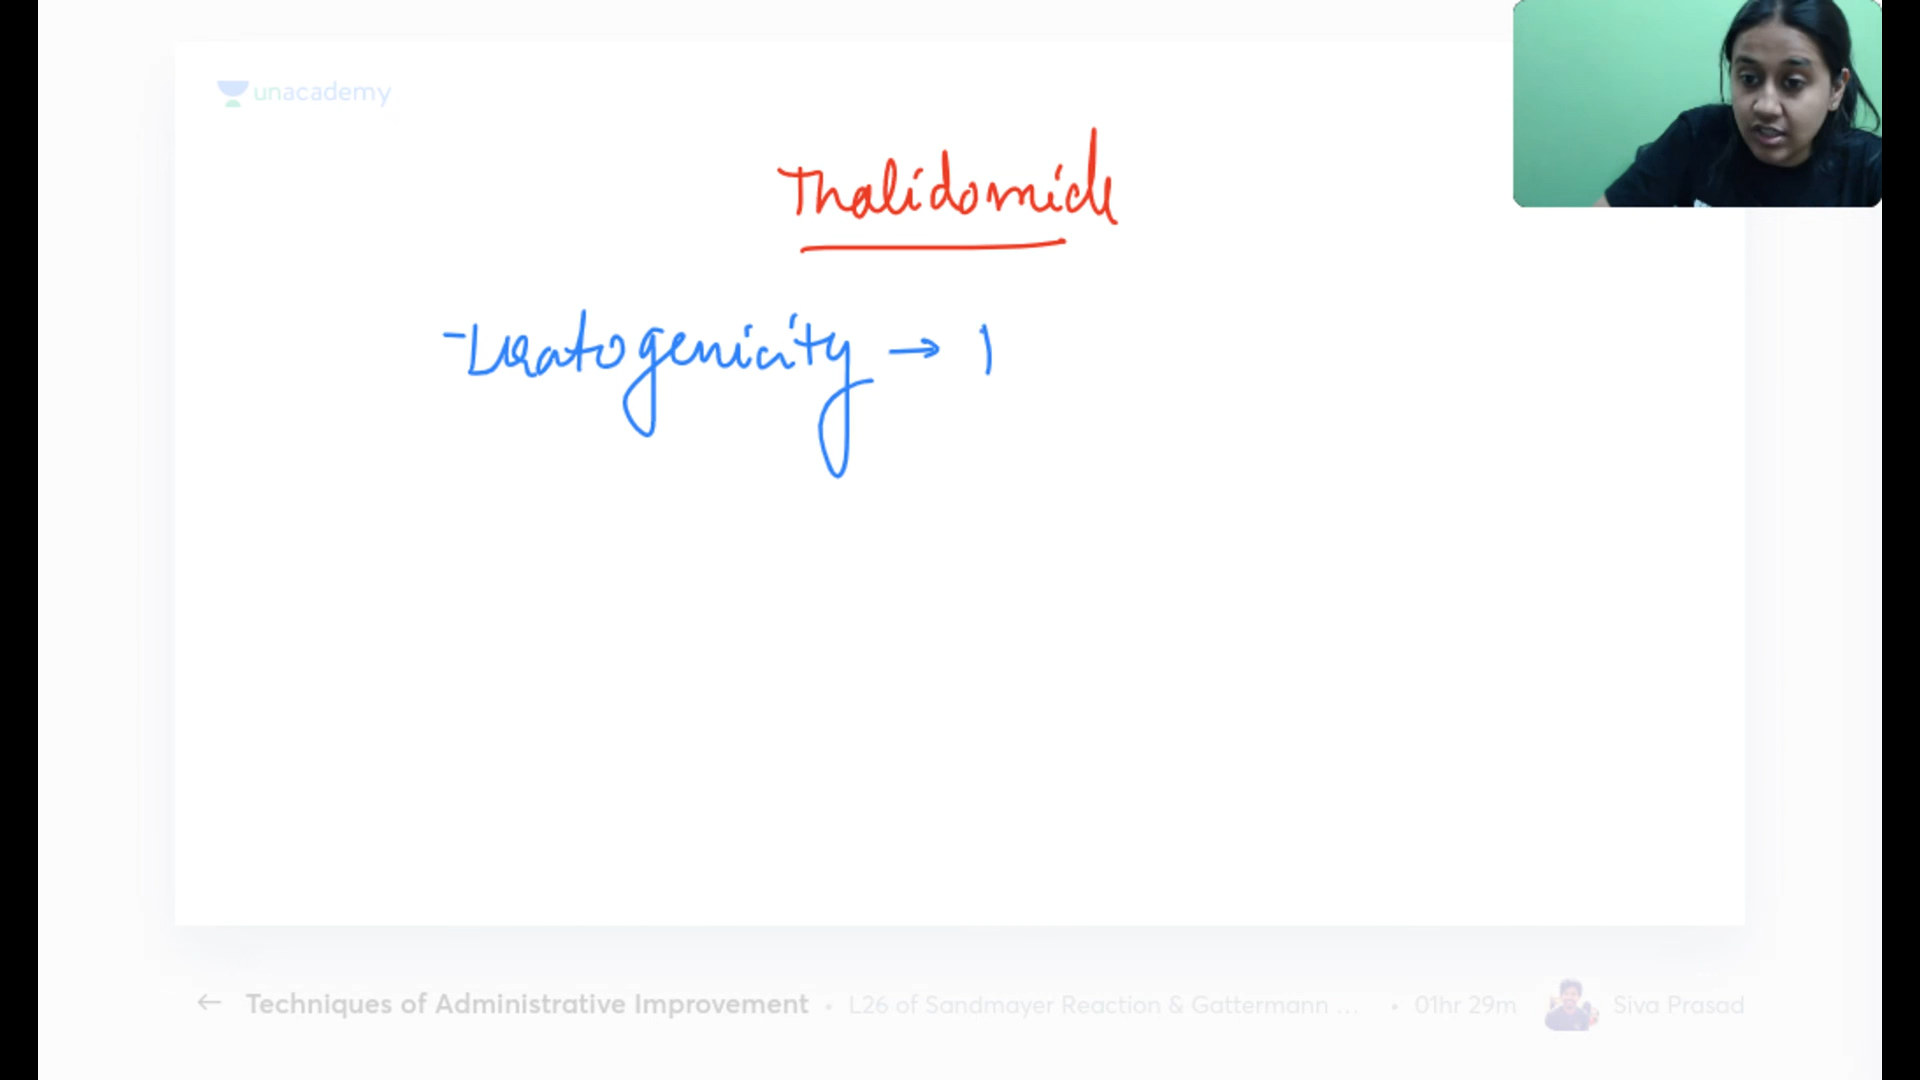 unacademy
Thalidomide
Teratogenicity → 1
← Techniques of Administrative Improvement • L26 of Sandmayer Reaction & Gattermann ... • 01hr 29m Siva Prasad